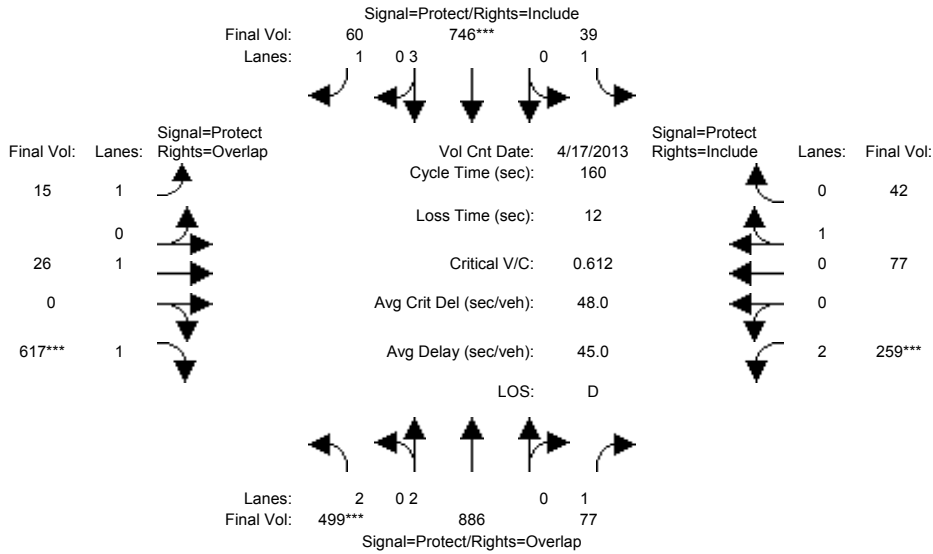 Signal=Protect/Rights=Include
Final Vol: 60 746*** 39
Lanes: 1 0 3 0 1
Signal=Protect
Final Vol: Lanes: Rights=Overlap
Vol Cnt Date: 4/17/2013
Signal=Protect
Rights=Include Lanes: Final Vol:
Cycle Time (sec): 160
15 1
0 42
Loss Time (sec): 12
0
1
26 1
Critical V/C: 0.612
0 77
0
Avg Crit Del (sec/veh): 48.0
0
617*** 1
Avg Delay (sec/veh): 45.0
2 259***
LOS: D
Lanes: 2 0 2 0 1
Final Vol: 499*** 886 77
Signal=Protect/Rights=Overlap